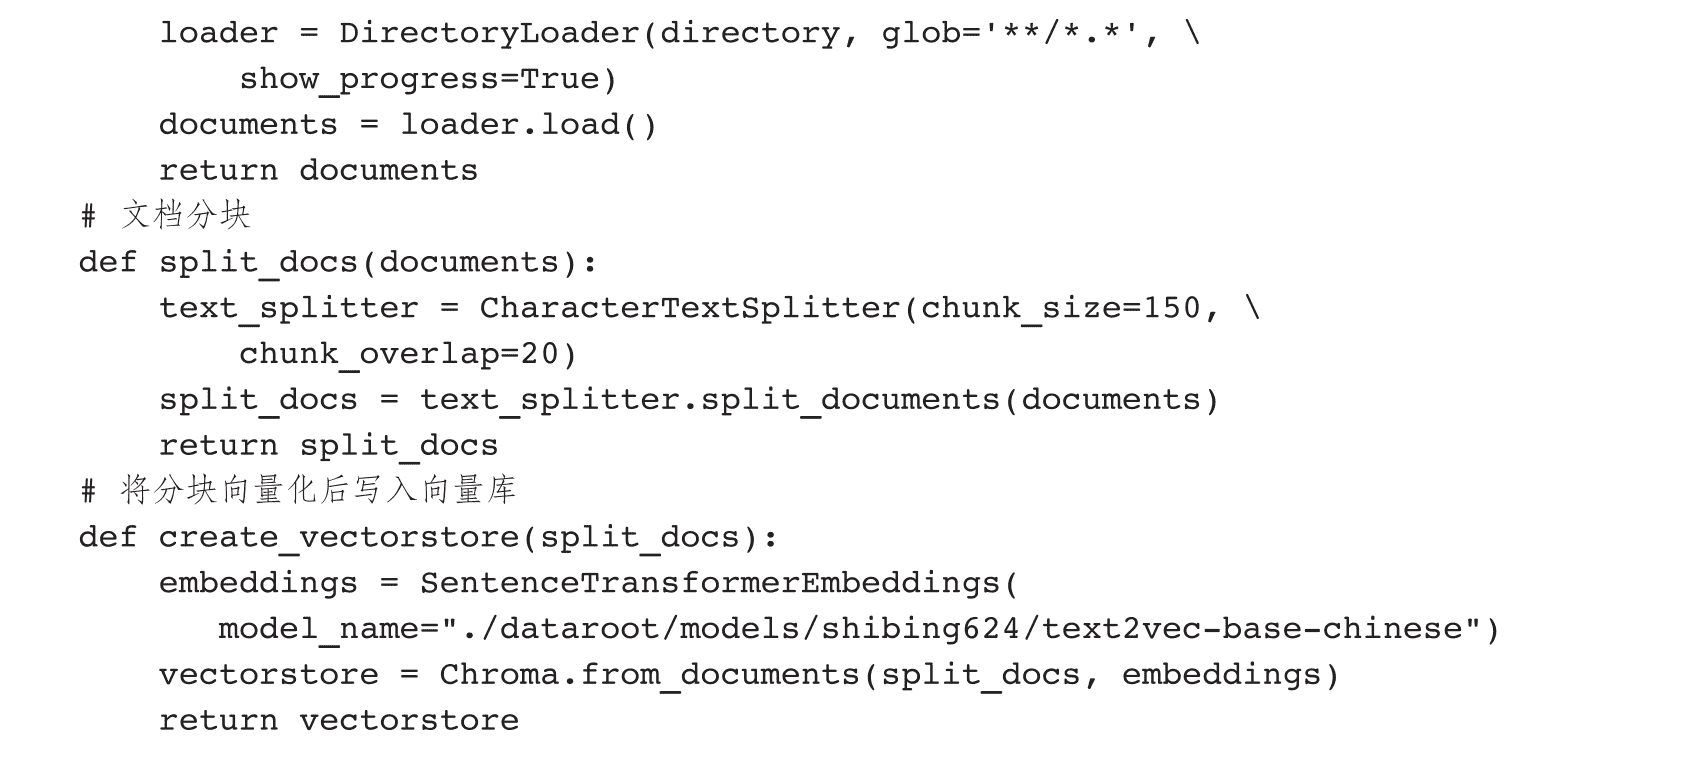 loader = DirectoryLoader(directory, glob='**/*.*', \
        show_progress=True)
    documents = loader.load()
    return documents
# 文档分块
def split_docs(documents):
    text_splitter = CharacterTextSplitter(chunk_size=150, \
        chunk_overlap=20)
    split_docs = text_splitter.split_documents(documents)
    return split_docs
# 将分块向量化后写入向量库
def create_vectorstore(split_docs):
    embeddings = SentenceTransformerEmbeddings(
       model_name="./dataroot/models/shibing624/text2vec-base-chinese")
    vectorstore = Chroma.from_documents(split_docs, embeddings)
    return vectorstore